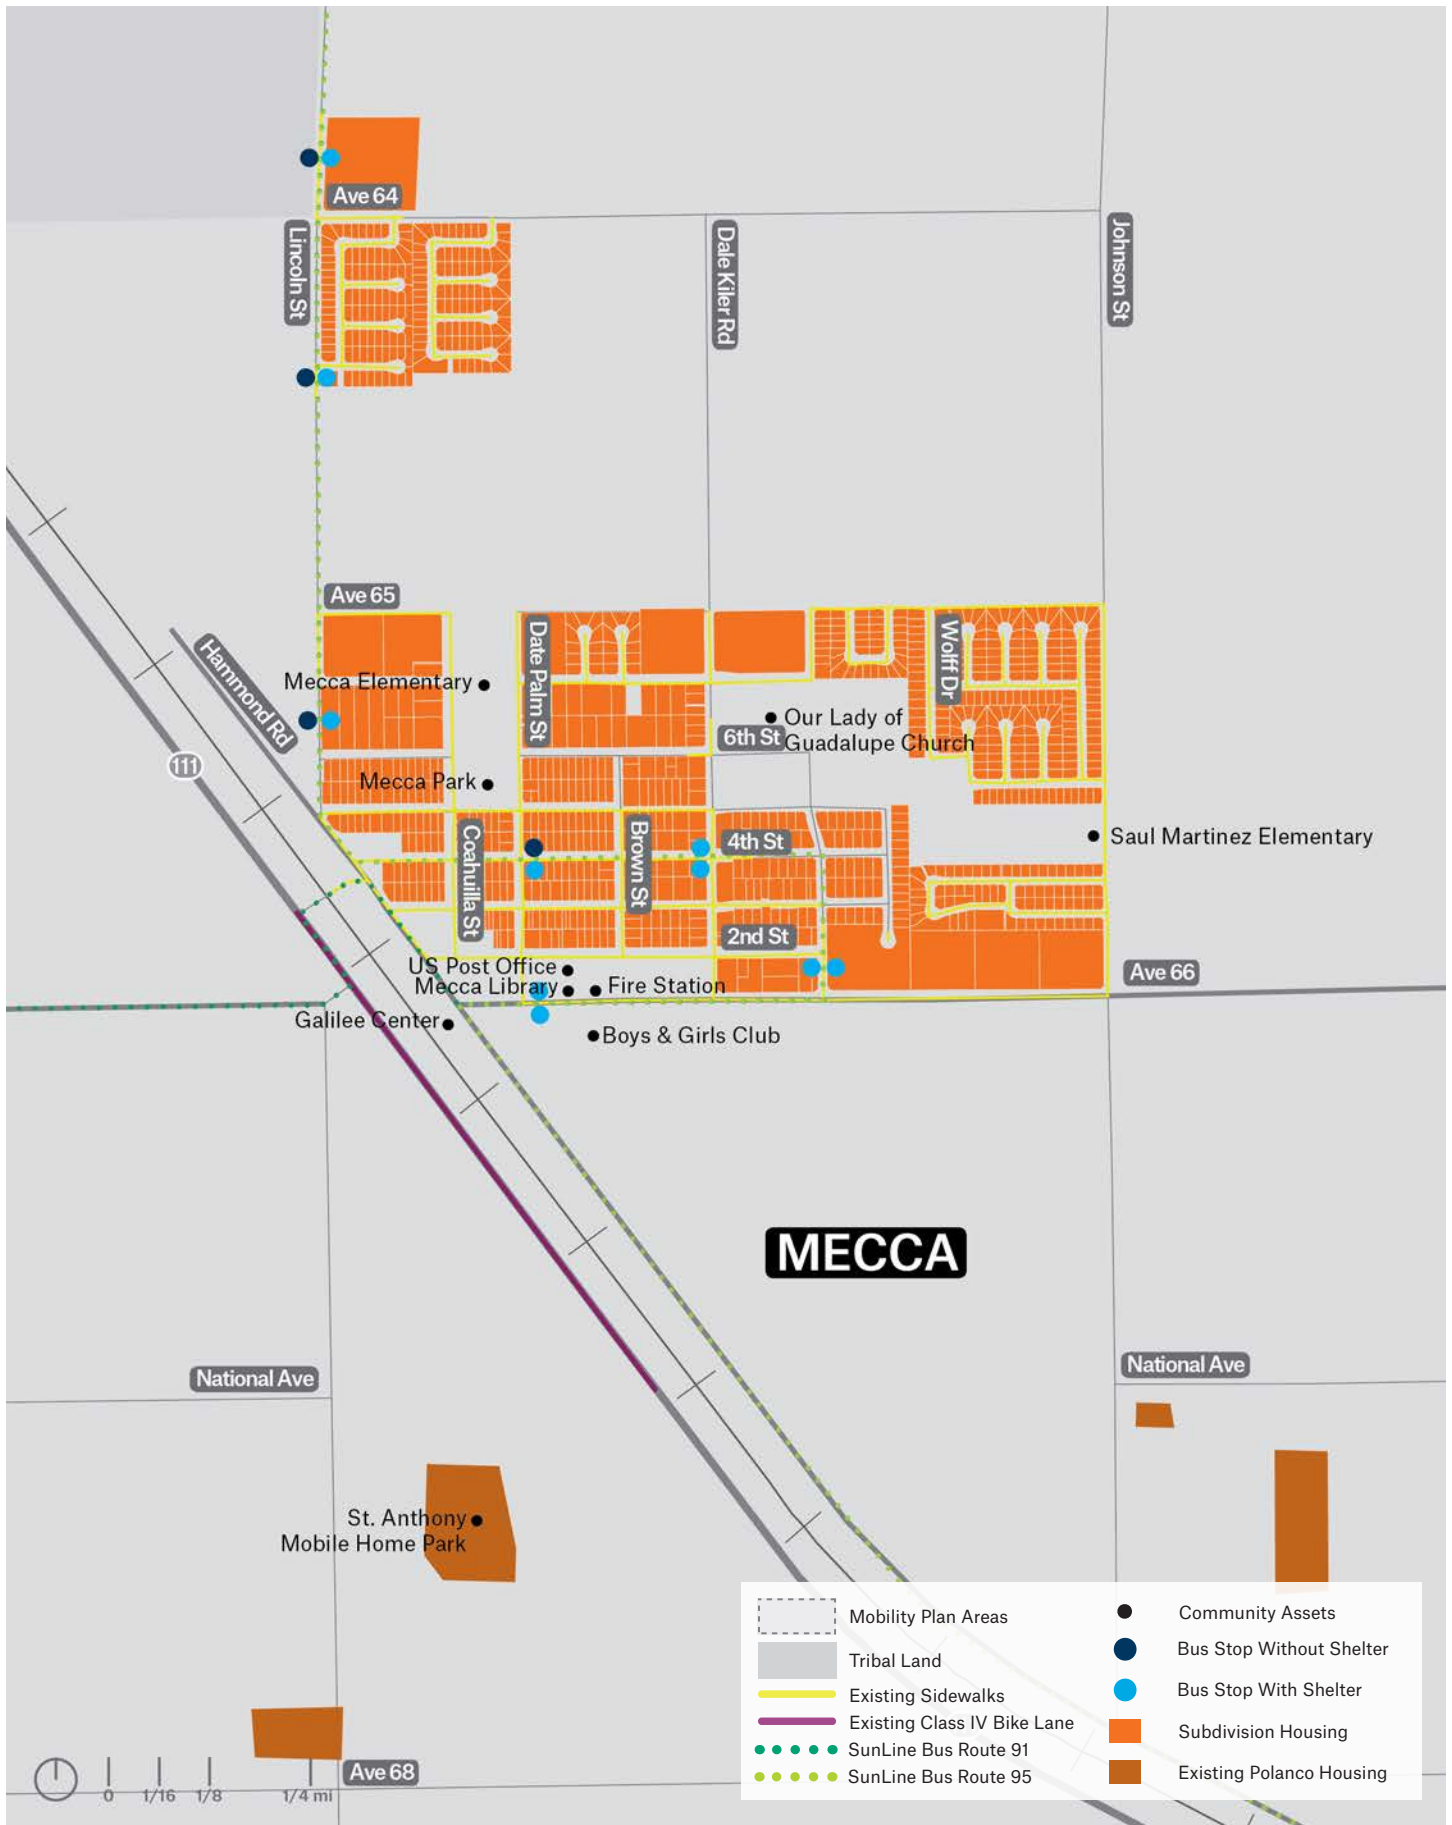 Ave 64
Lincoln St
Dale Kiler Rd
Johnson St
Ave 65
Hammond Rd
111
Mecca Elementary
Date Palm St
Wolff Dr
6th St
Our Lady of
Guadalupe Church
Mecca Park
Coahuilla St
Brown St
4th St
Saul Martinez Elementary
2nd St
US Post Office
Mecca Library
Fire Station
Ave 66
Galilee Center
Boys & Girls Club
MECCA
National Ave
National Ave
St. Anthony
Mobile Home Park
Ave 68
0 1/16 1/8 1/4 mi
Mobility Plan Areas
Tribal Land
Existing Sidewalks
Existing Class IV Bike Lane
SunLine Bus Route 91
SunLine Bus Route 95
Community Assets
Bus Stop Without Shelter
Bus Stop With Shelter
Subdivision Housing
Existing Polanco Housing